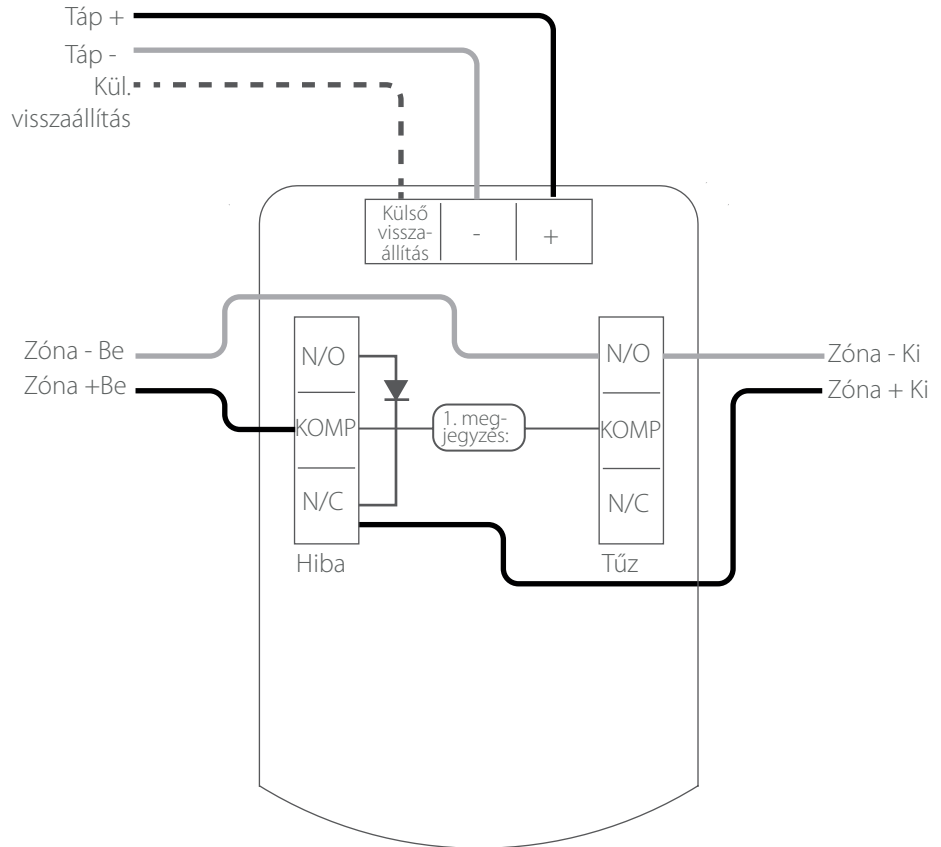 Táp +
Táp -
Kül.
visszaállítás
Külső
vissza-
állítás
-
+
Zóna - Be
Zóna +Be
N/O
KOMP
N/C
Hiba
1. meg-
jegyzés:
N/O
KOMP
N/C
Tűz
Zóna - Ki
Zóna + Ki